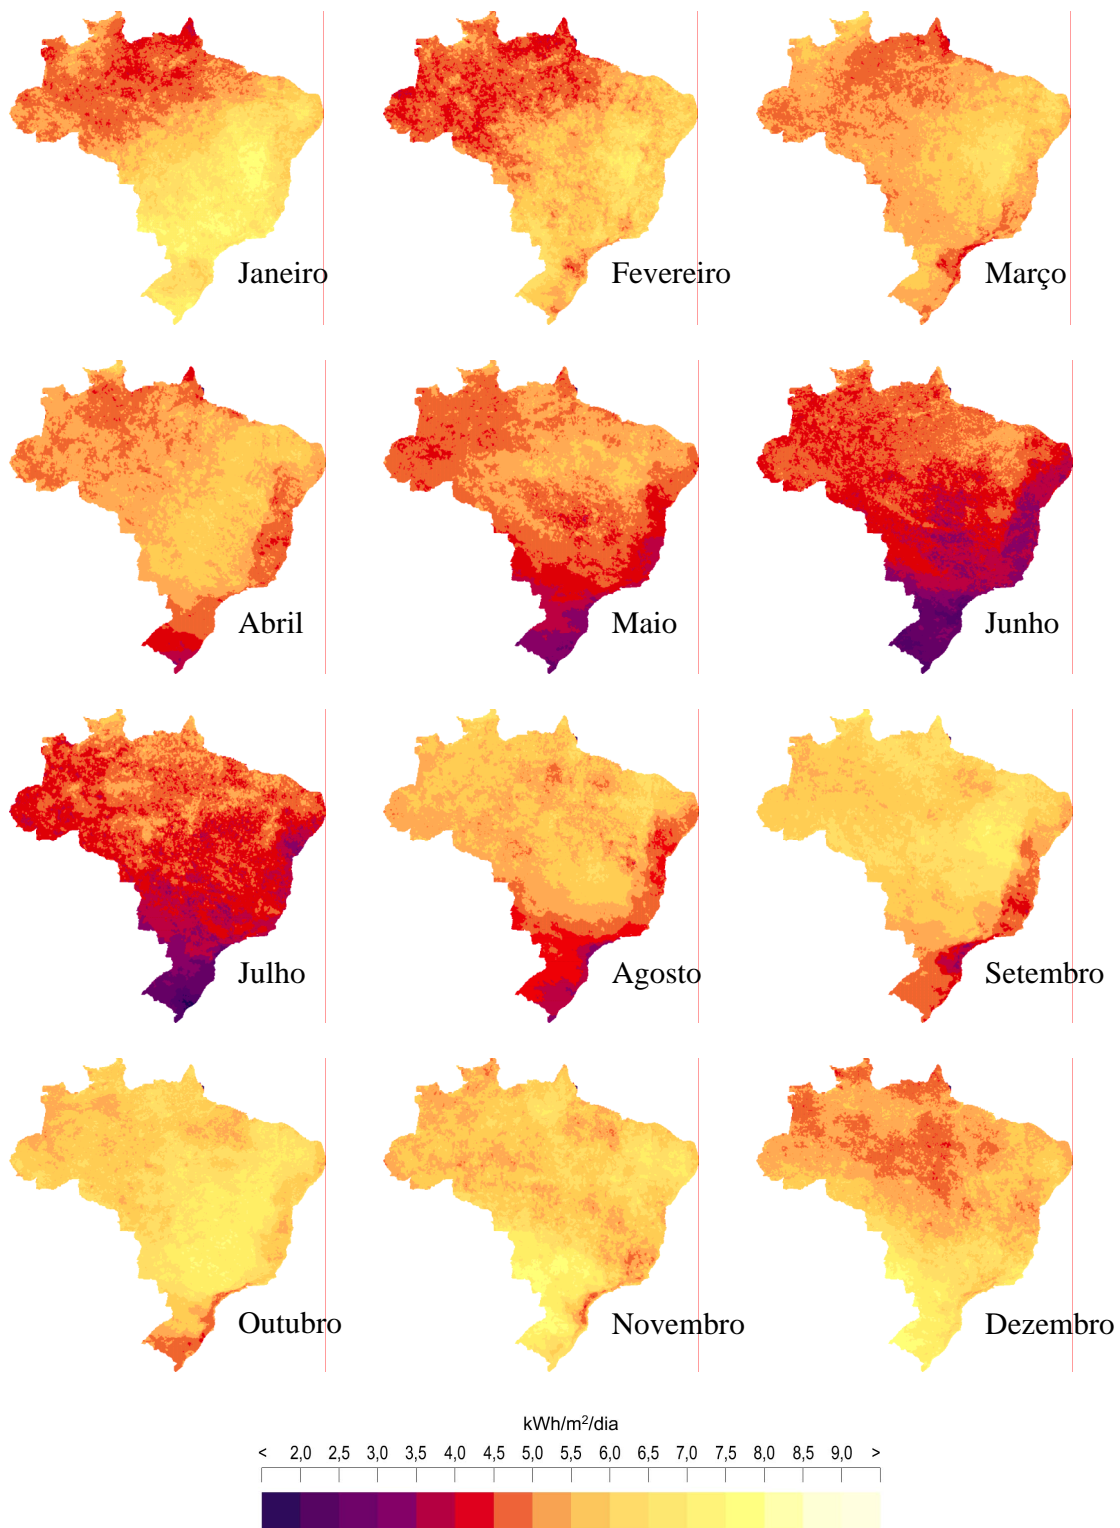 Janeiro Fevereiro Março
Abril Maio Junho
Julho Agosto Setembro
Outubro Novembro Dezembro
kWh/m²/dia
< 2,0 2,5 3,0 3,5 4,0 4,5 5,0 5,5 6,0 6,5 7,0 7,5 8,0 8,5 9,0 >